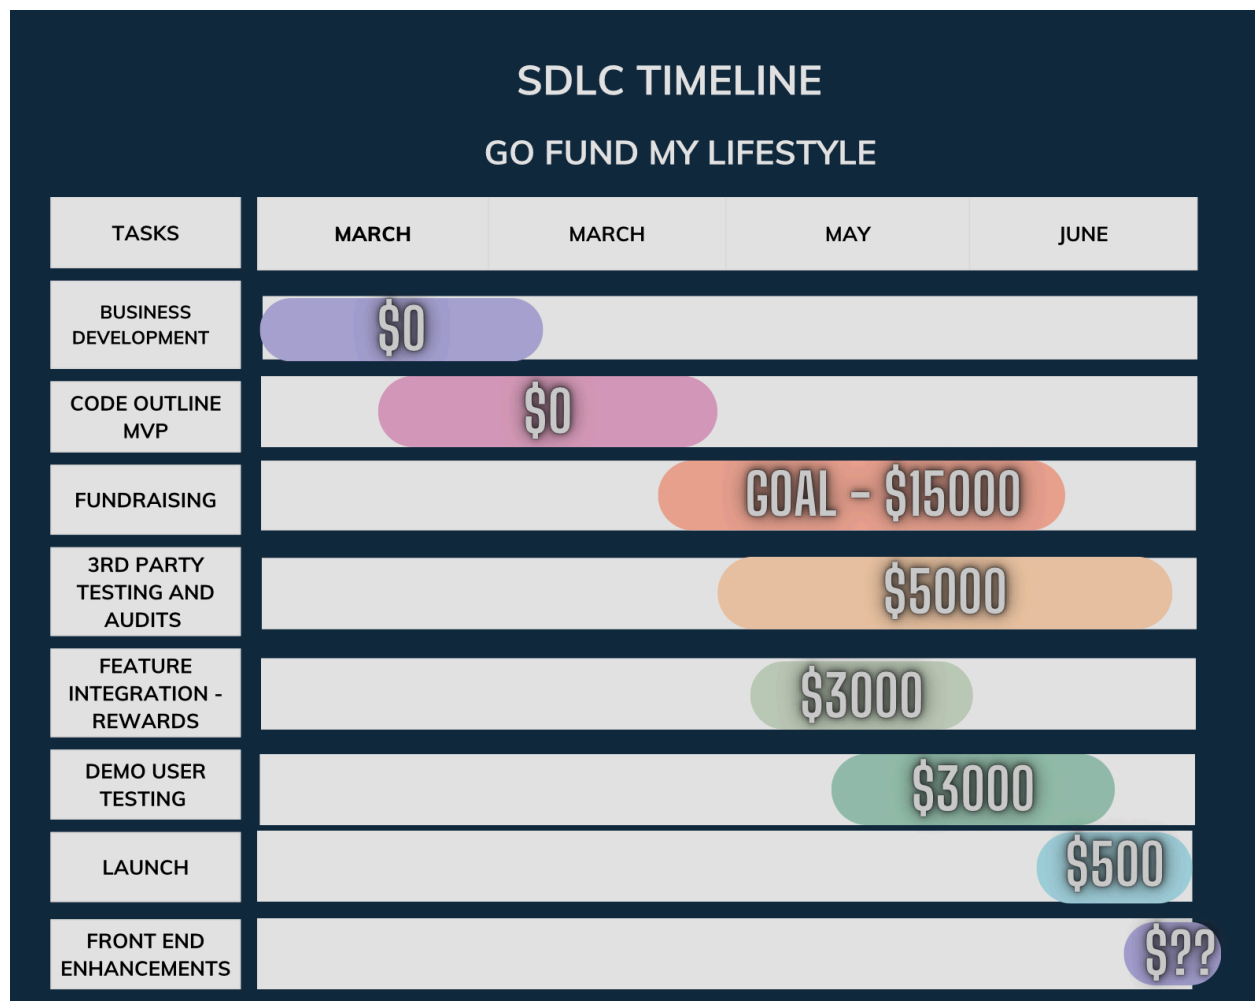 SDLC TIMELINE
GO FUND MY LIFESTYLE
TASKS
MARCH
MARCH
MAY
JUNE
BUSINESS
DEVELOPMENT
$0
CODE OUTLINE
MVP
$0
FUNDRAISING
GOAL - $15000
3RD PARTY
TESTING AND
AUDITS
$5000
FEATURE
INTEGRATION -
REWARDS
$3000
DEMO USER
TESTING
$3000
LAUNCH
$500
FRONT END
ENHANCEMENTS
$??